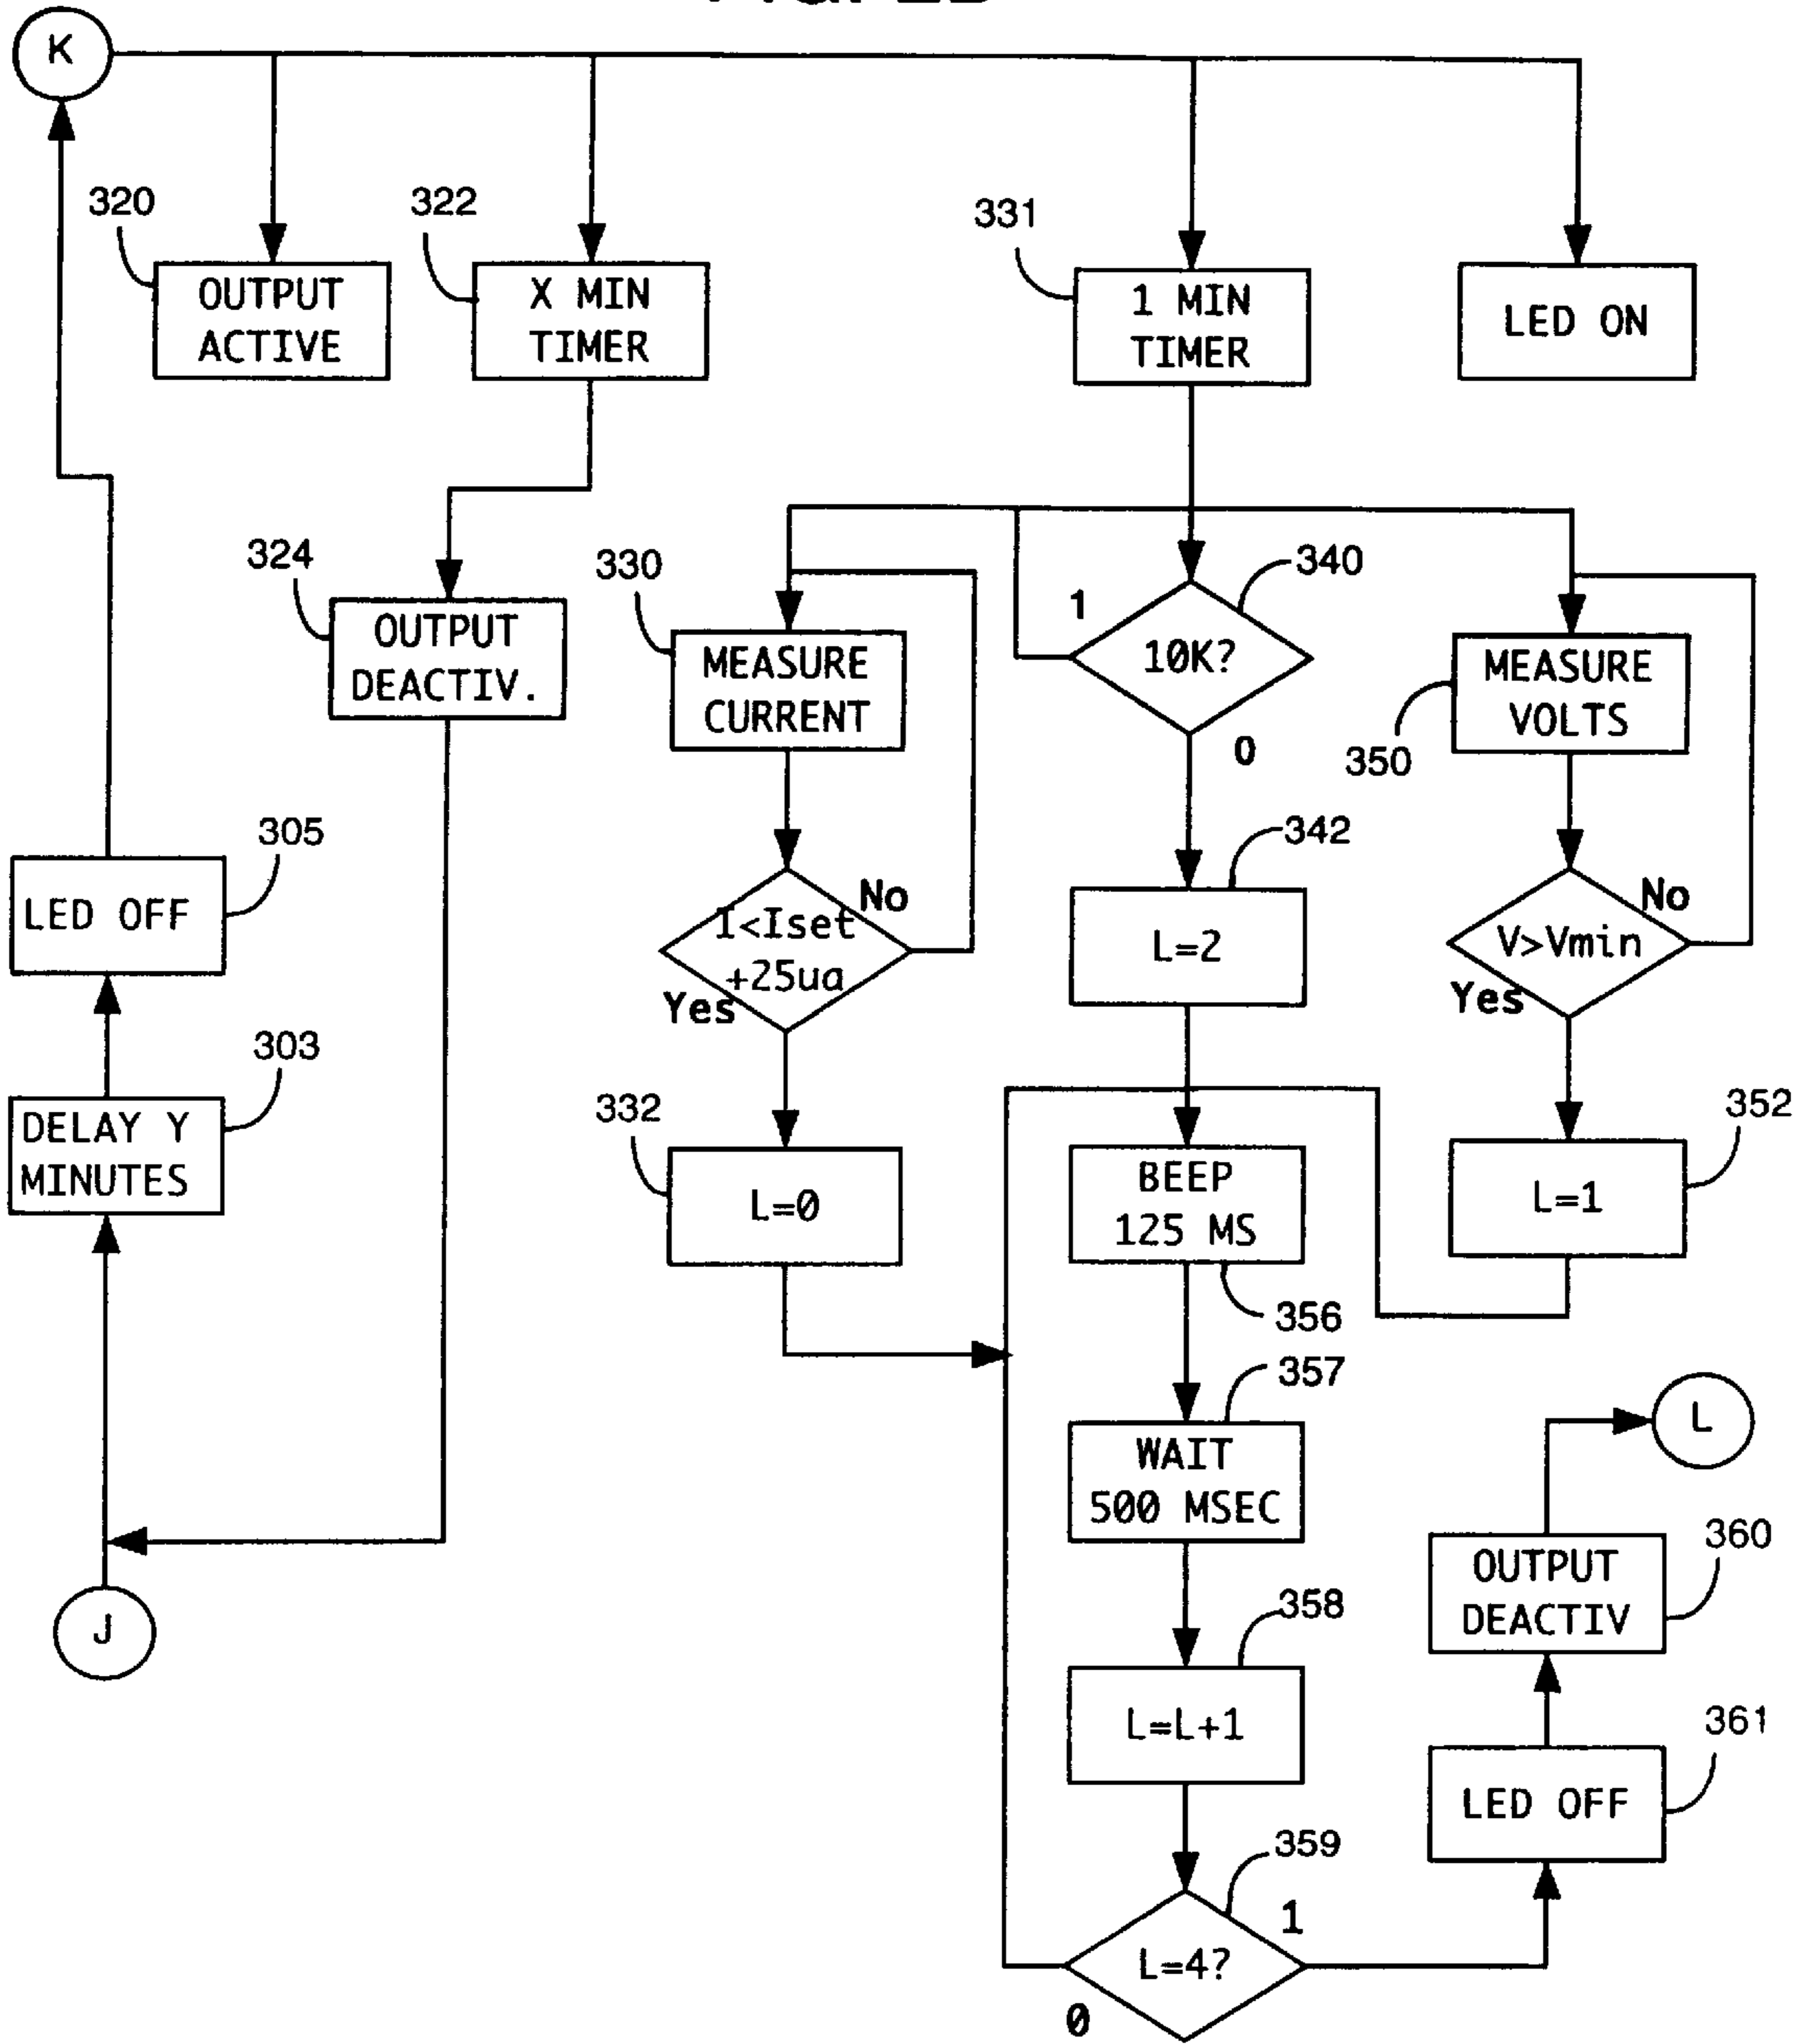 K
320
322
331
OUTPUT
ACTIVE
X MIN
TIMER
1 MIN
TIMER
LED ON
324
330
340
1
OUTPUT
DEACTIV.
MEASURE
CURRENT
10K?
MEASURE
VOLTS
0
350
305
342
LED OFF
No
I<Iset
+25ua
Yes
L=2
No
V>Vmin
Yes
303
332
352
DELAY Y
MINUTES
L=0
BEEP
125 MS
L=1
356
357
WAIT
500 MSEC
L
360
OUTPUT
DEACTIV
J
358
L=L+1
361
LED OFF
359
1
L=4?
0